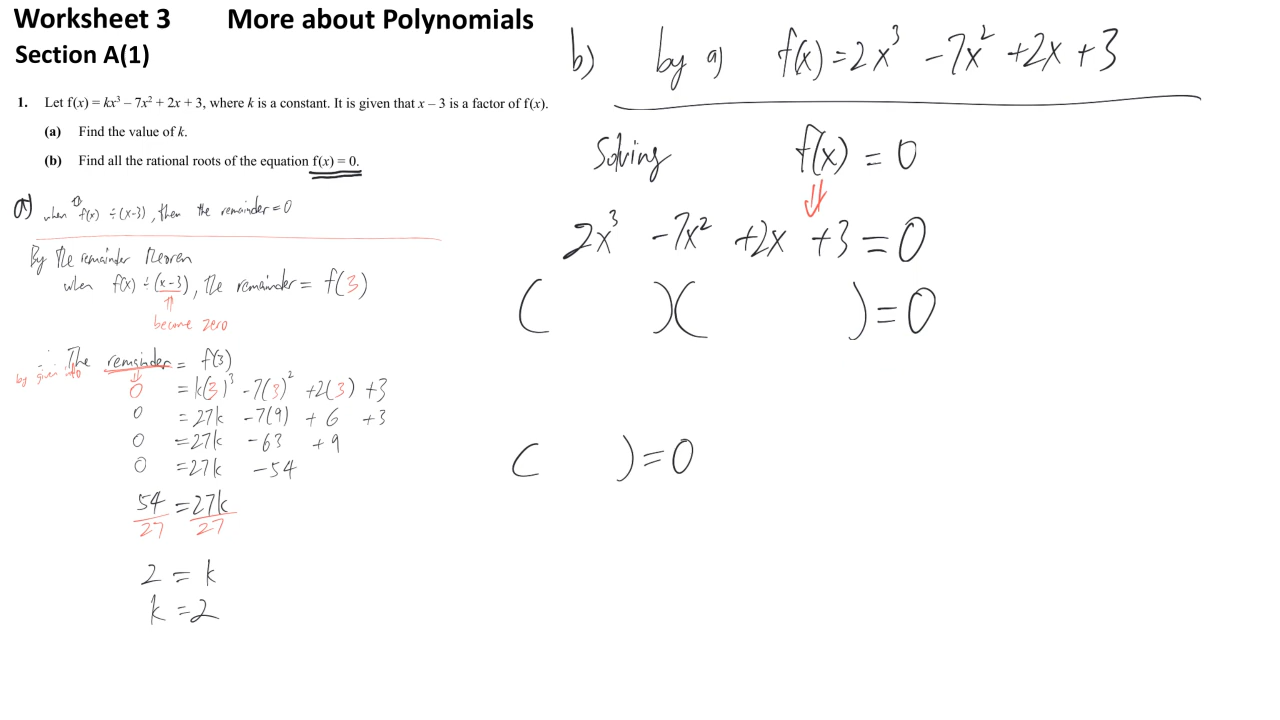 Worksheet 3 More about Polynomials
Section A(1)
1. Let f(x) = kx³ – 7x² + 2x + 3, where k is a constant. It is given that x – 3 is a factor of f(x).
(a) Find the value of k.
(b) Find all the rational roots of the equation f(x) = 0.
a) when f(x) ÷ (x-3), then the remainder = 0
By the remainder theorem
when f(x) ÷ (x-3), the remainder = f(3)
⇑
become zero
∴ The remainder = f(3)
by given info
0 = k(3)³ -7(3)² +2(3) +3
0 = 27k -7(9) + 6 +3
0 = 27k -63 +9
0 = 27k -54
54/27 = 27k/27
2 = k
k = 2
b) by a) f(x) = 2x³ -7x² +2x +3
Solving f(x) = 0
⇓
2x³ -7x² +2x +3 = 0
( )( ) = 0
( ) = 0